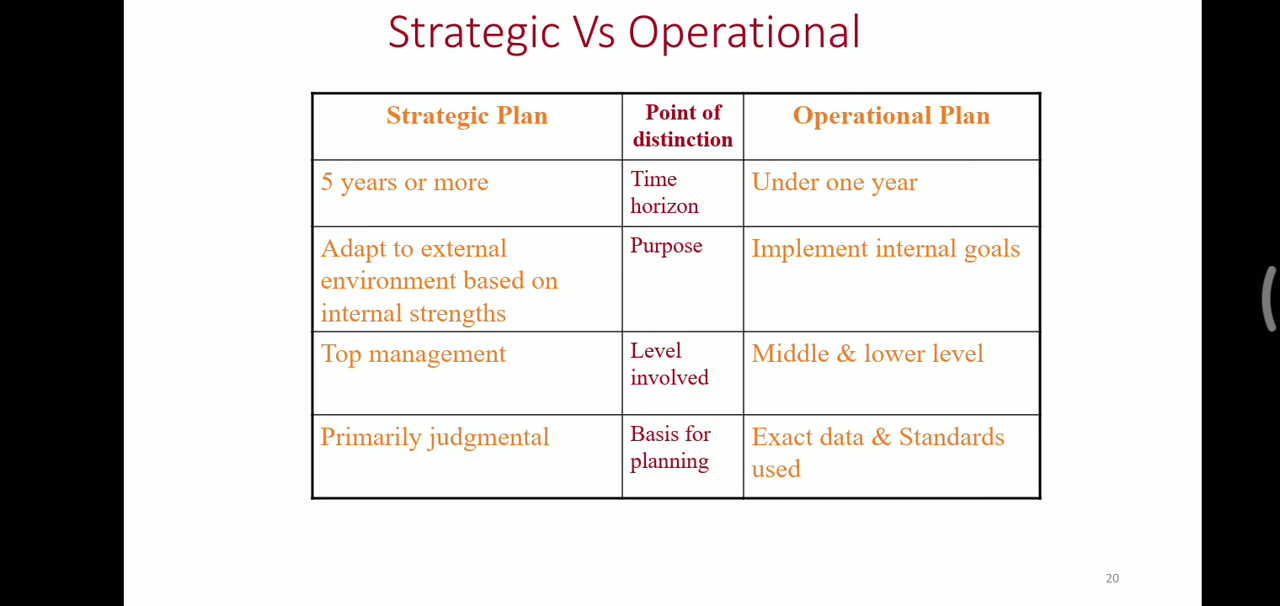 Strategic Vs Operational
Strategic Plan
Point of
distinction
Operational Plan
5 years or more
Time
horizon
Under one year
Adapt to external
environment based on
internal strengths
Purpose
Implement internal goals
Top management
Level
involved
Middle & lower level
Primarily judgmental
Basis for
planning
Exact data & Standards
used
20